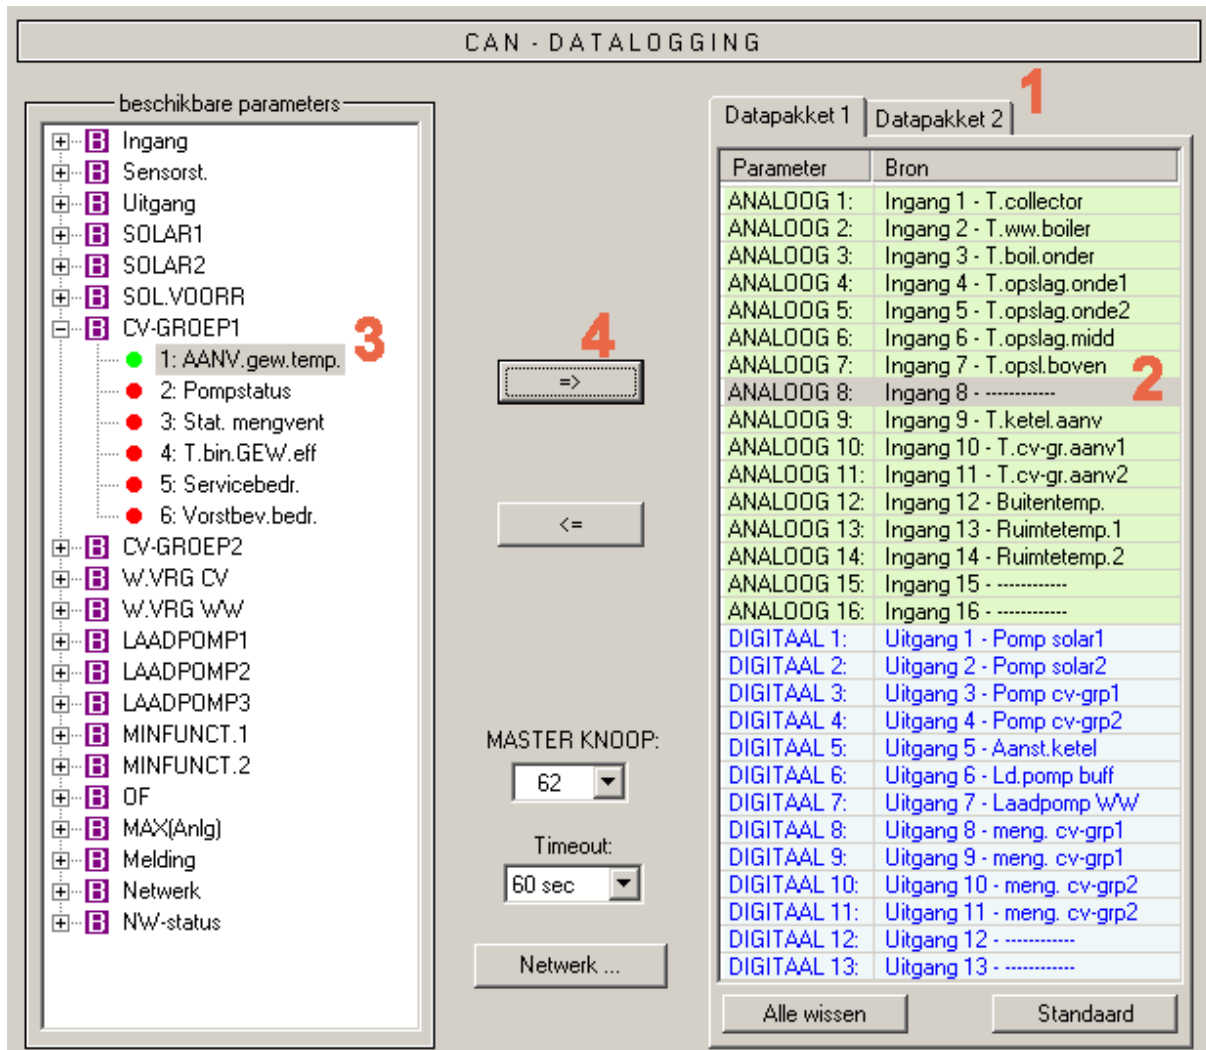 CAN - DATALOGGING
beschikbare parameters
Ingang
Sensorst.
Uitgang
SOLAR1
SOLAR2
SOL.VOORR
CV-GROEP1
1: AANV.gew.temp.
2: Pompstatus
3: Stat. mengvent
4: T.bin.GEW.eff
5: Servicebedr.
6: Vorstbev.bedr.
CV-GROEP2
W.VRG CV
W.VRG WW
LAADPOMP1
LAADPOMP2
LAADPOMP3
MINFUNCT.1
MINFUNCT.2
OF
MAX(Anlg)
Melding
Netwerk
NW-status
3
4
=>
<=
MASTER KNOOP:
62
Timeout:
60 sec
Netwerk ...
1
Datapakket 1 Datapakket 2
Parameter Bron
ANALOOG 1: Ingang 1 - T.collector
ANALOOG 2: Ingang 2 - T.ww.boiler
ANALOOG 3: Ingang 3 - T.boil.onder
ANALOOG 4: Ingang 4 - T.opslag.onde1
ANALOOG 5: Ingang 5 - T.opslag.onde2
ANALOOG 6: Ingang 6 - T.opslag.midd
ANALOOG 7: Ingang 7 - T.opsl.boven
2
ANALOOG 8: Ingang 8 - ------------
ANALOOG 9: Ingang 9 - T.ketel.aanv
ANALOOG 10: Ingang 10 - T.cv-gr.aanv1
ANALOOG 11: Ingang 11 - T.cv-gr.aanv2
ANALOOG 12: Ingang 12 - Buitentemp.
ANALOOG 13: Ingang 13 - Ruimtetemp.1
ANALOOG 14: Ingang 14 - Ruimtetemp.2
ANALOOG 15: Ingang 15 - ------------
ANALOOG 16: Ingang 16 - ------------
DIGITAAL 1: Uitgang 1 - Pomp solar1
DIGITAAL 2: Uitgang 2 - Pomp solar2
DIGITAAL 3: Uitgang 3 - Pomp cv-grp1
DIGITAAL 4: Uitgang 4 - Pomp cv-grp2
DIGITAAL 5: Uitgang 5 - Aanst.ketel
DIGITAAL 6: Uitgang 6 - Ld.pomp buff
DIGITAAL 7: Uitgang 7 - Laadpomp WW
DIGITAAL 8: Uitgang 8 - meng. cv-grp1
DIGITAAL 9: Uitgang 9 - meng. cv-grp1
DIGITAAL 10: Uitgang 10 - meng. cv-grp2
DIGITAAL 11: Uitgang 11 - meng. cv-grp2
DIGITAAL 12: Uitgang 12 - ------------
DIGITAAL 13: Uitgang 13 - ------------
Alle wissen Standaard